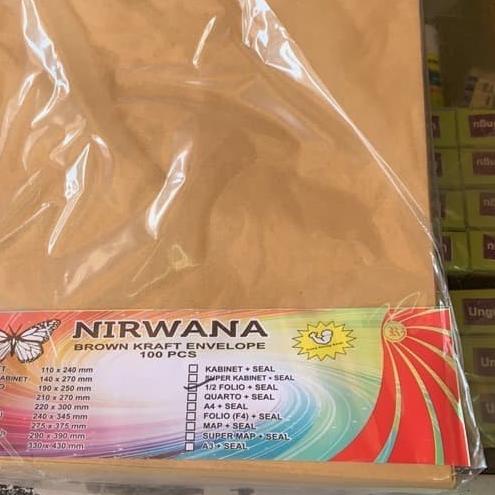 NIRWANA
BROWN KRAFT ENVELOPE
100 PCS
110 x 240 mm
140 x 270 mm
190 x 250 mm
210 x 270 mm
220 x 300 mm
240 x 345 mm
275 x 375 mm
290 x 390 mm
330 x 430 mm
KABINET + SEAL
SUPER KABINET + SEAL
1/2 FOLIO + SEAL
QUARTO + SEAL
A4 + SEAL
FOLIO (F4) + SEAL
MAP + SEAL
SUPER MAP + SEAL
A3 + SEAL
R